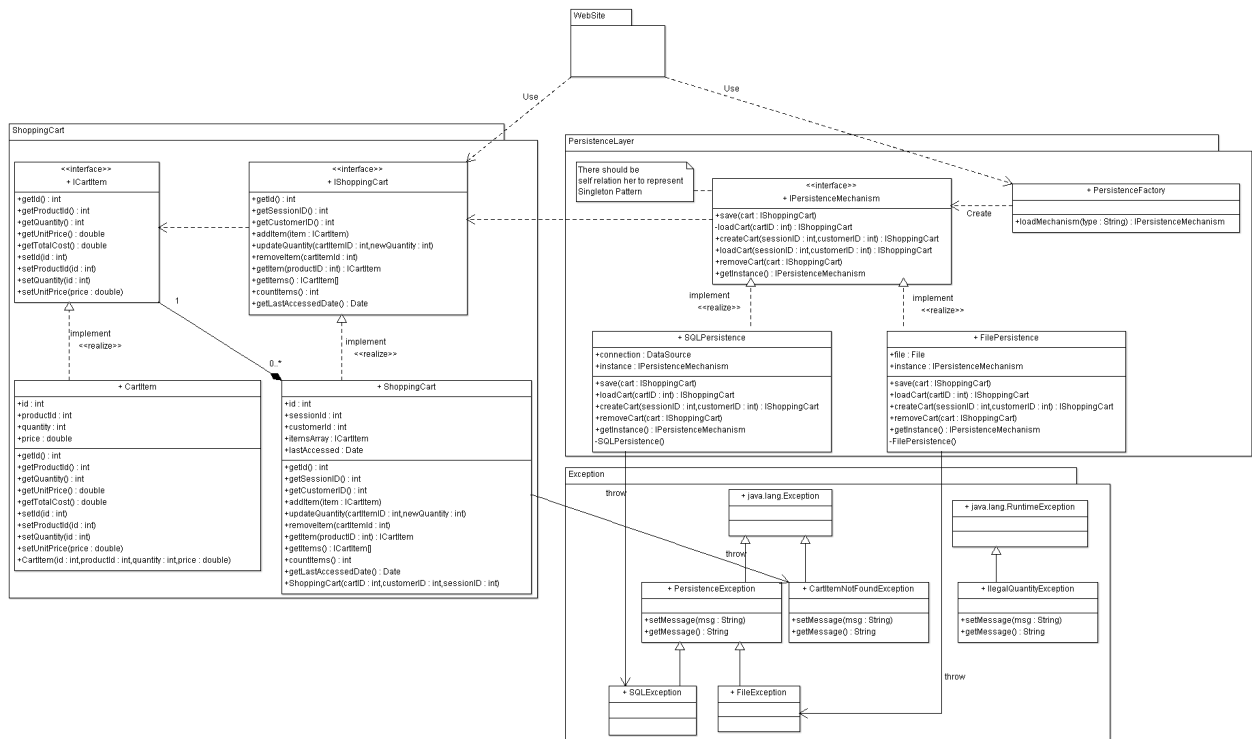 WebSite
Use
Use
ShoppingCart
<<interface>>
+ ICartItem
+getId() : int
+getProductId() : int
+getQuantity() : int
+getUnitPrice() : double
+getTotalCost() : double
+setId(id : int)
+setProductId(id : int)
+setQuantity(id : int)
+setUnitPrice(price : double)
<<interface>>
+ IShoppingCart
+getId() : int
+getSessionID() : int
+getCustomerID() : int
+addItem(item : ICartItem)
+updateQuantity(cartItemID : int,newQuantity : int)
+removeItem(cartItemId : int)
+getItem(productID : int) : ICartItem
+getItems() : ICartItem[]
+countItems() : int
+getLastAccessedDate() : Date
1
0..*
implement
<<realize>>
implement
<<realize>>
+ CartItem
+id : int
+productId : int
+quantity : int
+price : double
+getId() : int
+getProductId() : int
+getQuantity() : int
+getUnitPrice() : double
+getTotalCost() : double
+setId(id : int)
+setProductId(id : int)
+setQuantity(id : int)
+setUnitPrice(price : double)
+CartItem(id : int,productId : int,quantity : int,price : double)
+ ShoppingCart
+id : int
+sessionId : int
+customerId : int
+itemsArray : ICartItem
+lastAccessed : Date
+getId() : int
+getSessionID() : int
+getCustomerID() : int
+addItem(item : ICartItem)
+updateQuantity(cartItemID : int,newQuantity : int)
+removeItem(cartItemId : int)
+getItem(productID : int) : ICartItem
+getItems() : ICartItem[]
+countItems() : int
+getLastAccessedDate() : Date
+ShoppingCart(cartID : int,customerID : int,sessionID : int)
PersistenceLayer
There should be
self relation her to represent
Singleton Pattern
<<interface>>
+ IPersistenceMechanism
+save(cart : IShoppingCart)
-loadCart(cartID : int) : IShoppingCart
+createCart(sessionID : int,customerID : int) : IShoppingCart
+loadCart(sessionID : int,customerID : int) : IShoppingCart
+removeCart(cart : IShoppingCart)
+getInstance() : IPersistenceMechanism
Create
+ PersistenceFactory
+loadMechanism(type : String) : IPersistenceMechanism
implement
<<realize>>
implement
<<realize>>
+ SQLPersistence
+connection : DataSource
+instance : IPersistenceMechanism
+save(cart : IShoppingCart)
+loadCart(cartID : int) : IShoppingCart
+createCart(sessionID : int,customerID : int) : IShoppingCart
+removeCart(cart : IShoppingCart)
+getInstance() : IPersistenceMechanism
-SQLPersistence()
+ FilePersistence
+file : File
+instance : IPersistenceMechanism
+save(cart : IShoppingCart)
+loadCart(cartID : int) : IShoppingCart
+createCart(sessionID : int,customerID : int) : IShoppingCart
+removeCart(cart : IShoppingCart)
+getInstance() : IPersistenceMechanism
-FilePersistence()
Exception
throw
+ java.lang.Exception
+ java.lang.RuntimeException
throw
+ PersistenceException
+setMessage(msg : String)
+getMessage() : String
+ CartItemNotFoundException
+setMessage(msg : String)
+getMessage() : String
+ IlegalQuantityException
+setMessage(msg : String)
+getMessage() : String
throw
+ SQLException
+ FileException